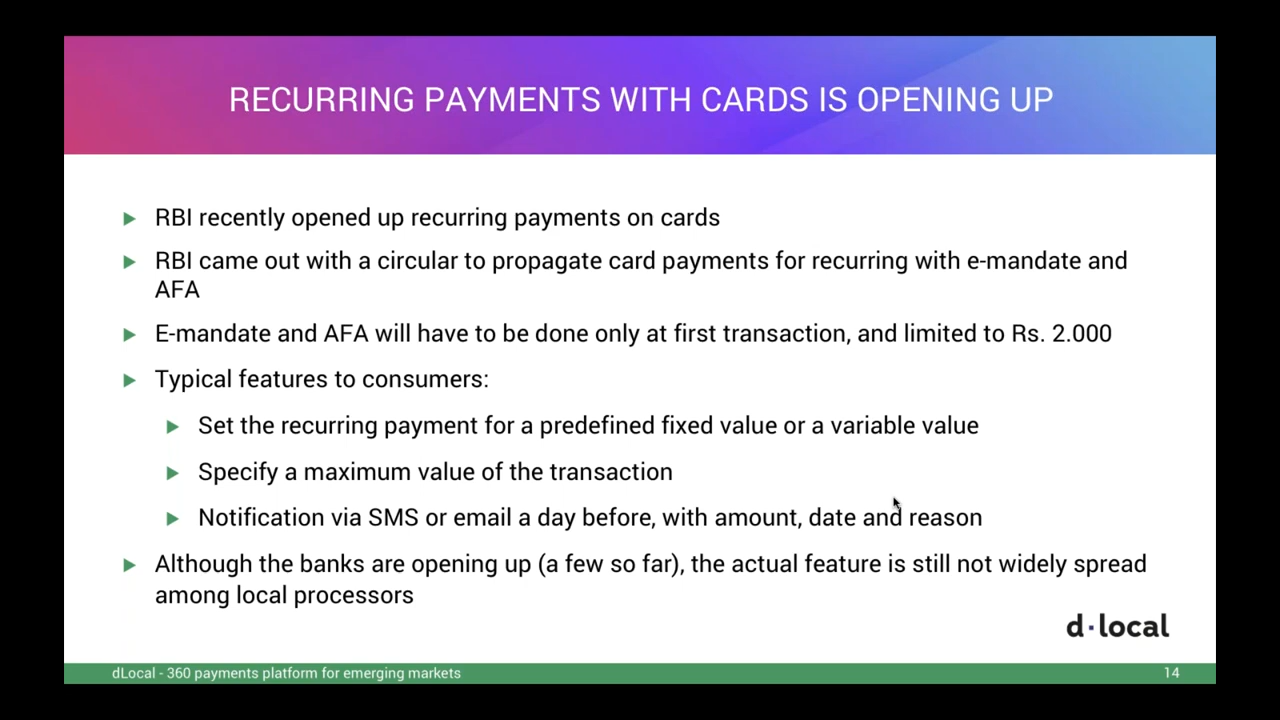 RECURRING PAYMENTS WITH CARDS IS OPENING UP
RBI recently opened up recurring payments on cards
RBI came out with a circular to propagate card payments for recurring with e-mandate and
AFA
E-mandate and AFA will have to be done only at first transaction, and limited to Rs. 2.000
Typical features to consumers:
Set the recurring payment for a predefined fixed value or a variable value
Specify a maximum value of the transaction
Notification via SMS or email a day before, with amount, date and reason
Although the banks are opening up (a few so far), the actual feature is still not widely spread
among local processors
d·local
dLocal - 360 payments platform for emerging markets
14